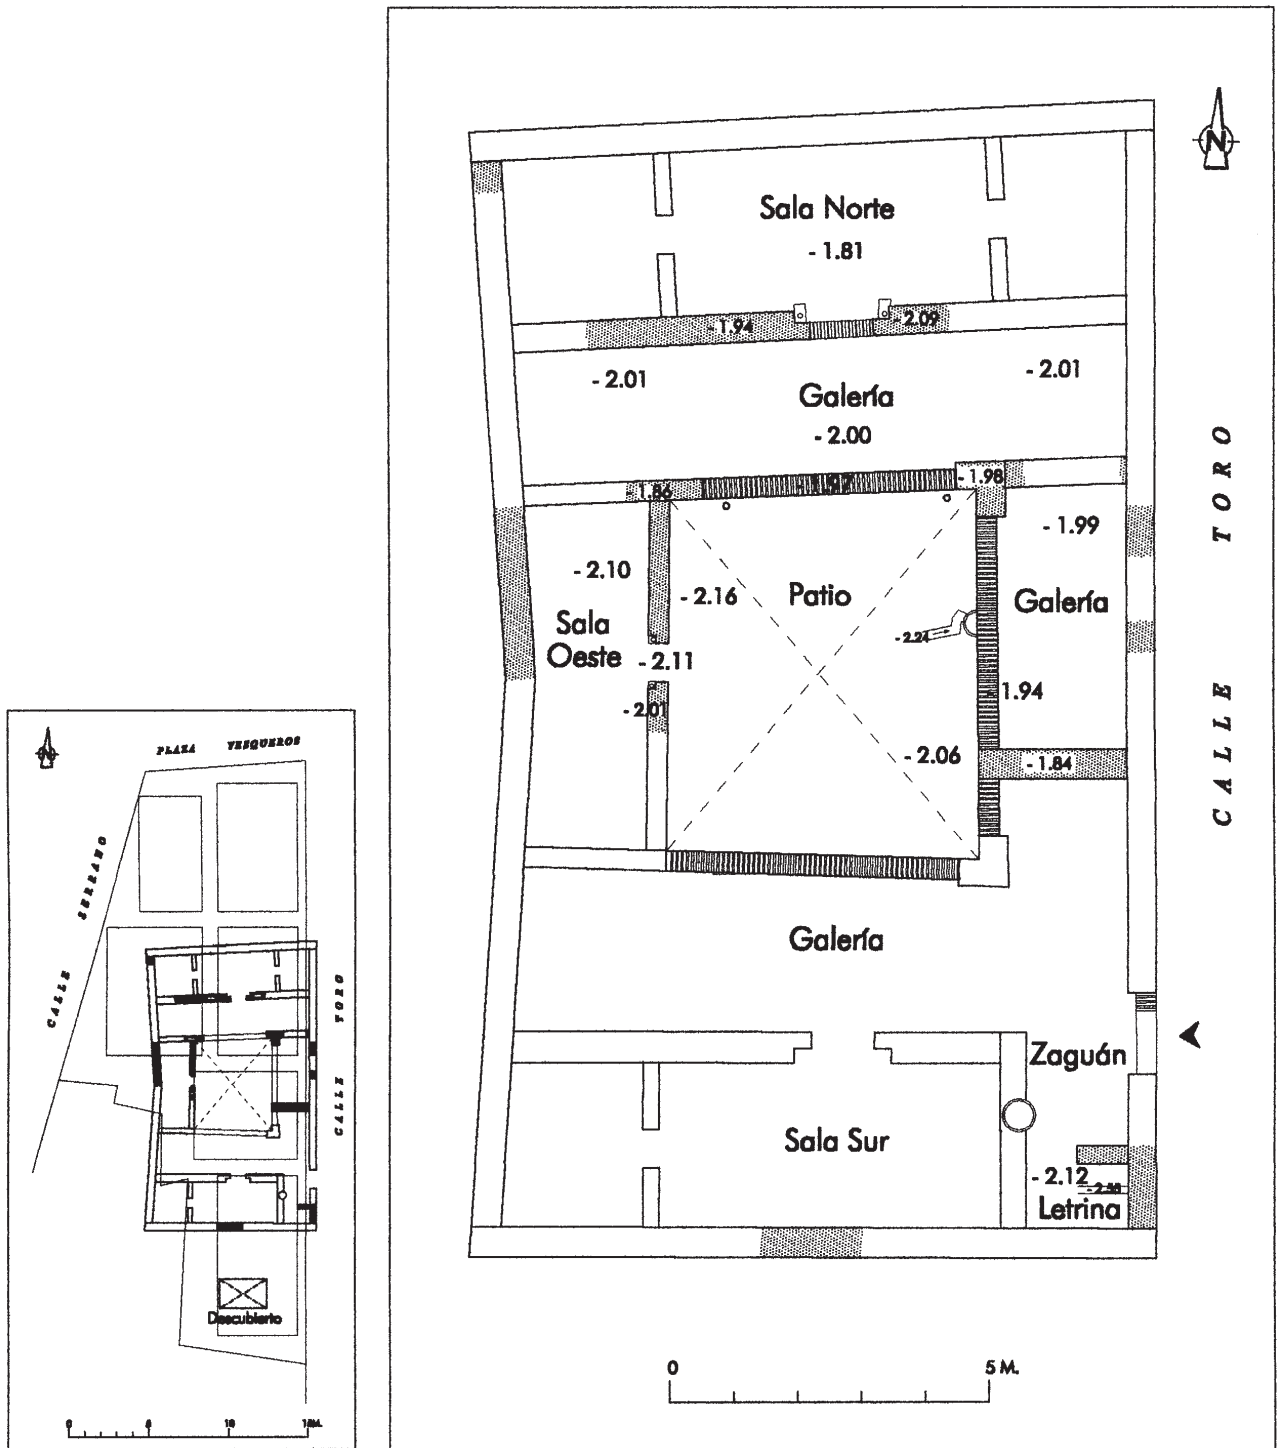 N
Sala Norte
- 1.81
- 1.94
- 2.09
- 2.01
Galería
- 2.01
- 2.00
- 1.86
- 1.98
- 1.99
- 2.10
- 2.16
Patio
Galería
Sala
Oeste
- 2.11
- 2.24
- 2.01
1.94
- 2.06
- 1.84
Galería
Zaguán
Sala Sur
- 2.12
Letrina
CALLE TORO
0 5 M.
N
PLAZA YESQUEROS
CALLE SERRANO
CALLE TORO
Descubierto
0 5 10 15M.